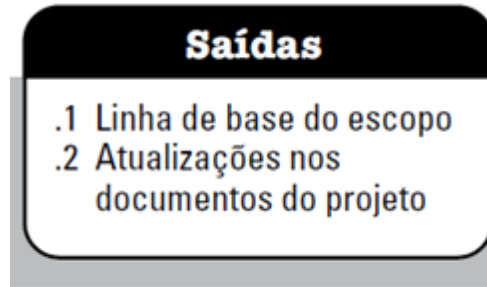 Saídas
.1 Linha de base do escopo
.2 Atualizações nos
documentos do projeto